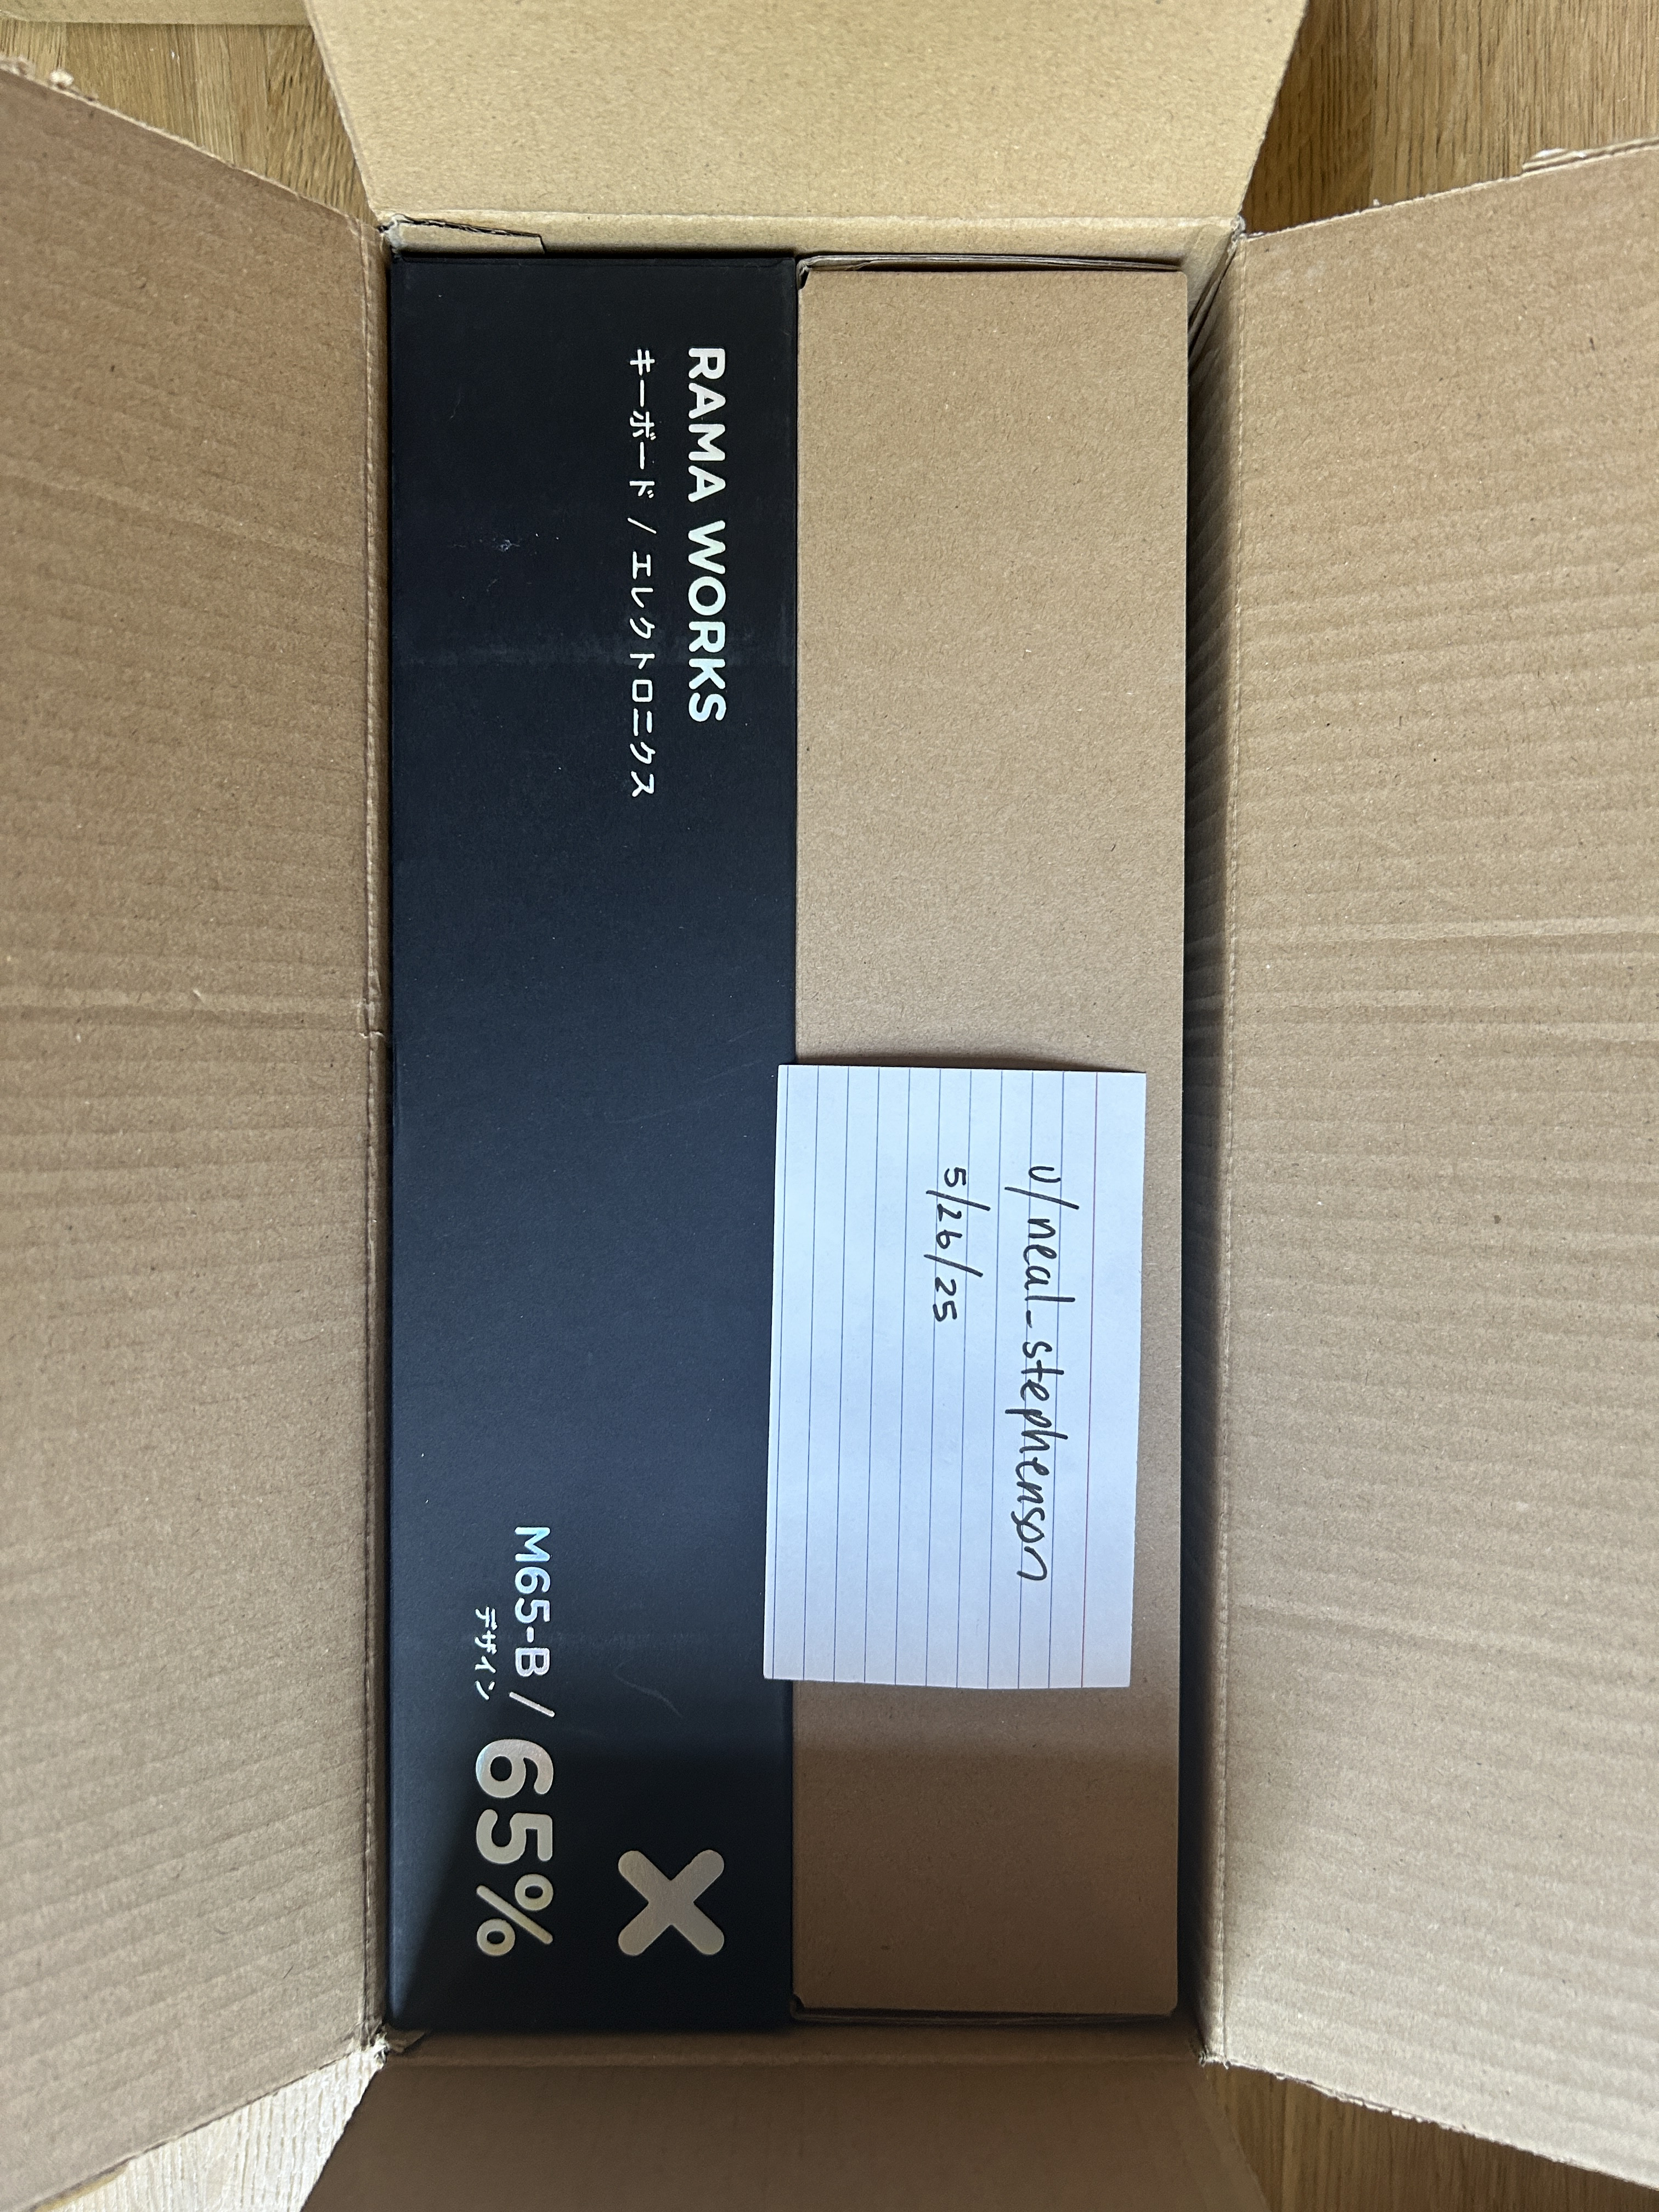 RAMA WORKS
キーボード / エレクトロニクス
u/neal_stephenson
5/26/25
M65-B / 65%
デザイン